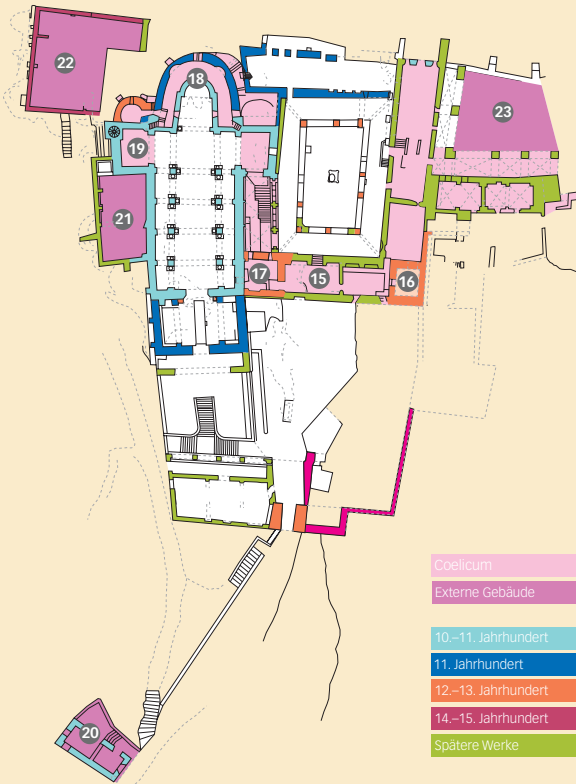 22
18
23
19
21
17
15
16
Coelicum
Externe Gebäude
10.–11. Jahrhundert
11. Jahrhundert
12.–13. Jahrhundert
14.–15. Jahrhundert
20
Spätere Werke